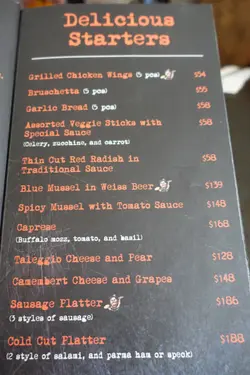 Delicious
Starters
Grilled Chicken Wings (5 pcs) $54
Bruschetta (5 pcs) $55
Garlic Bread (5 pcs) $58
Assorted Veggie Sticks with $58
Special Sauce
(Celery, zucchine, and carrot)
Thin Cut Red Radish in $58
Traditional Sauce
Blue Mussel in Weiss Beer $139
Spicy Mussel with Tomato Sauce $148
Caprese $168
(Buffalo mozz, tomato, and basil)
Taleggio Cheese and Pear $128
Camembert Cheese and Grapes $148
Sausage Platter $186
(3 styles of sausage)
Cold Cut Platter $188
(2 style of salami, and parma ham or speck)